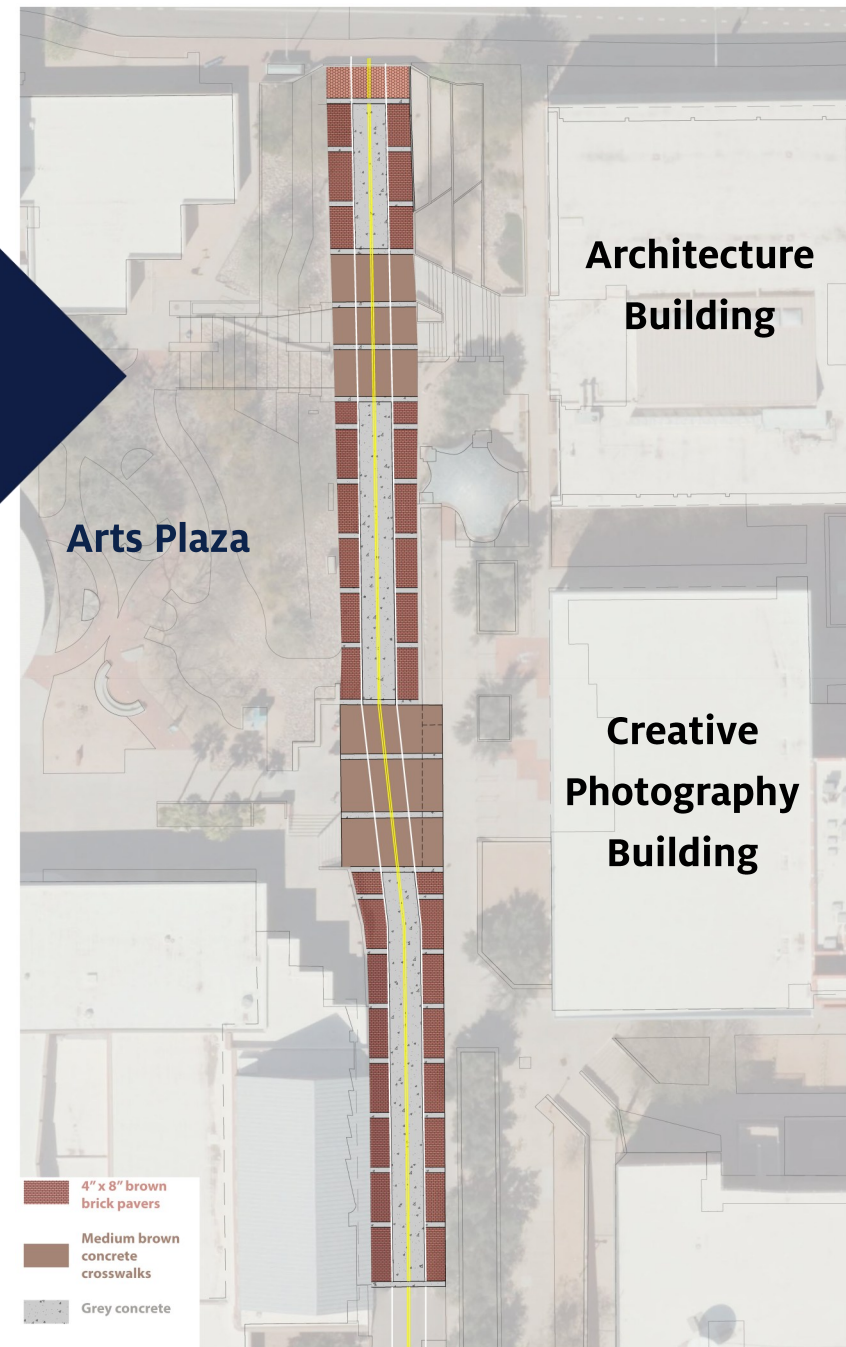 Architecture
Building
Arts Plaza
Creative
Photography
Building
4” x 8” brown
brick pavers
Medium brown
concrete
crosswalks
Grey concrete